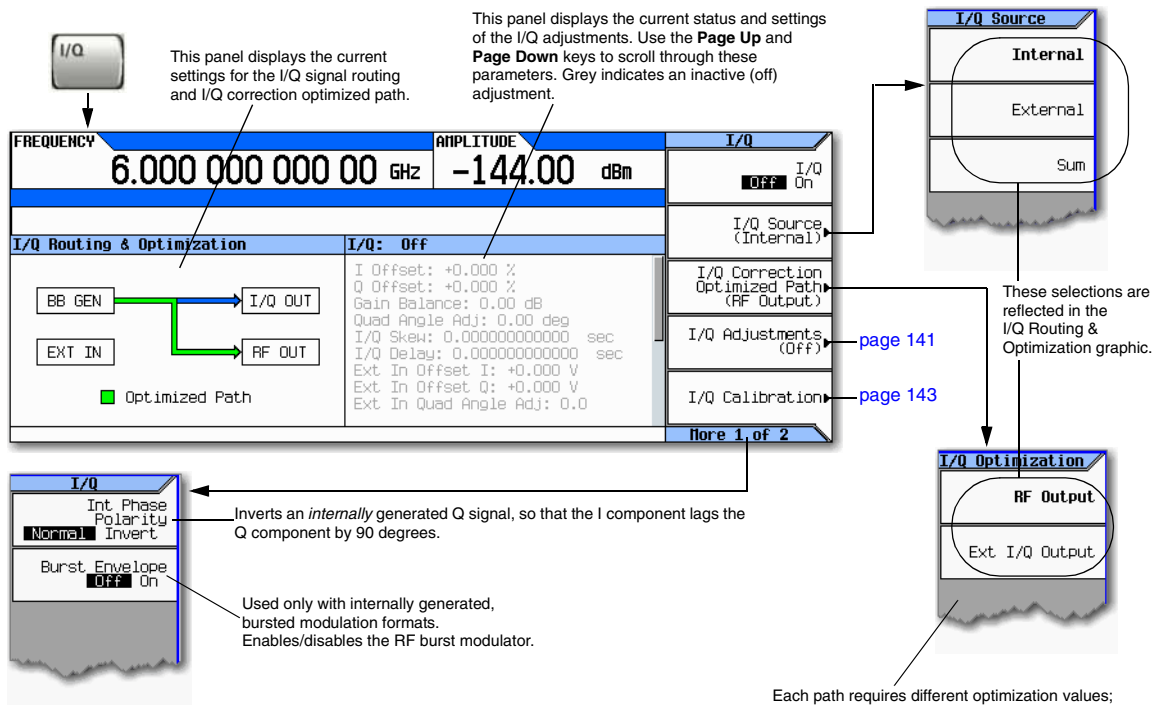 This panel displays the current status and settings
of the I/Q adjustments. Use the Page Up and
Page Down keys to scroll through these
parameters. Grey indicates an inactive (off)
adjustment.
I/Q
This panel displays the current
settings for the I/Q signal routing
and I/Q correction optimized path.
I/Q Source
Internal
External
Sum
FREQUENCY
6.000 000 000 00 GHz
AMPLITUDE
-144.00 dBm
I/Q
I/Q
Off On
I/Q Source
(Internal)
I/Q Correction
Optimized Path
(RF Output)
I/Q Adjustments
(Off)
I/Q Calibration
More 1 of 2
page 141
page 143
I/Q Routing & Optimization
BB GEN
I/Q OUT
EXT IN
RF OUT
Optimized Path
I/Q: Off
I Offset: +0.000 %
Q Offset: +0.000 %
Gain Balance: 0.00 dB
Quad Angle Adj: 0.00 deg
I/Q Skew: 0.000000000000 sec
I/Q Delay: 0.000000000000 sec
Ext In Offset I: +0.000 V
Ext In Offset Q: +0.000 V
Ext In Quad Angle Adj: 0.0
These selections are
reflected in the
I/Q Routing &
Optimization graphic.
I/Q Optimization
RF Output
Ext I/Q Output
I/Q
Int Phase
Polarity
Normal Invert
Burst Envelope
Off On
Inverts an internally generated Q signal, so that the I component lags the
Q component by 90 degrees.
Used only with internally generated,
bursted modulation formats.
Enables/disables the RF burst modulator.
Each path requires different optimization values;